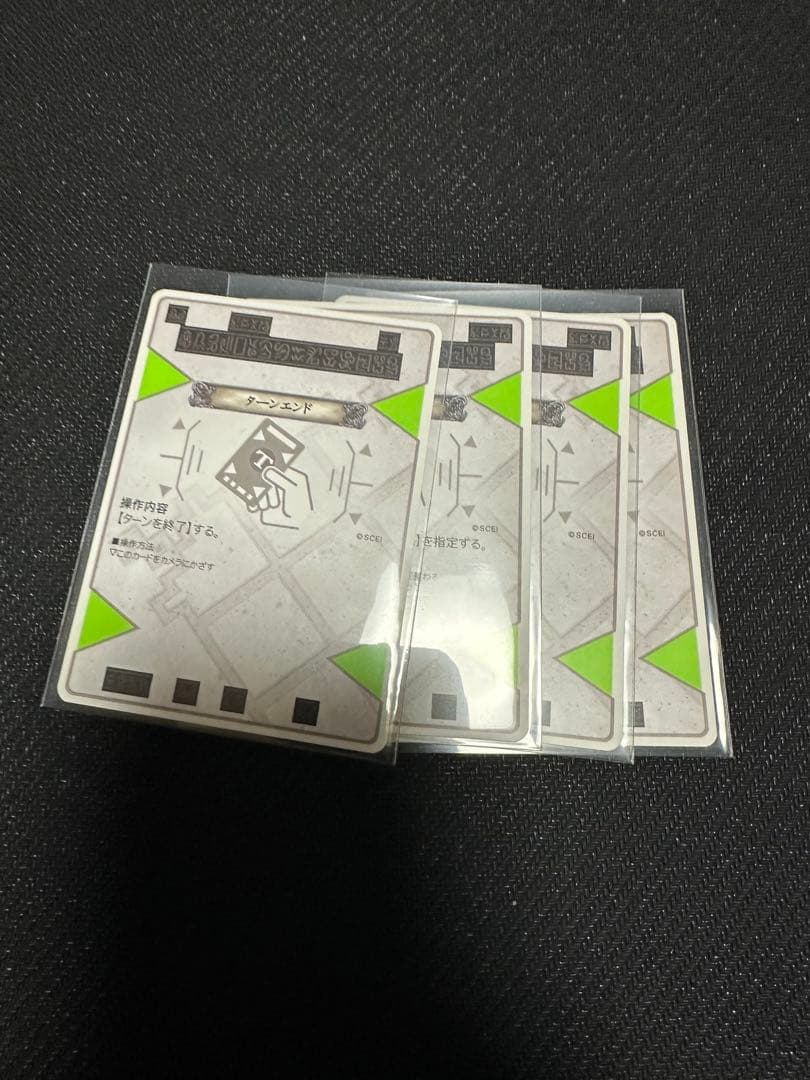 ターンエンド
T
操作内容
【ターンを終了】する。
■操作方法
▽このカードをカメラにかざす
©SCEI
】を指定する。
©SCEI
©SCEI
©SCEI